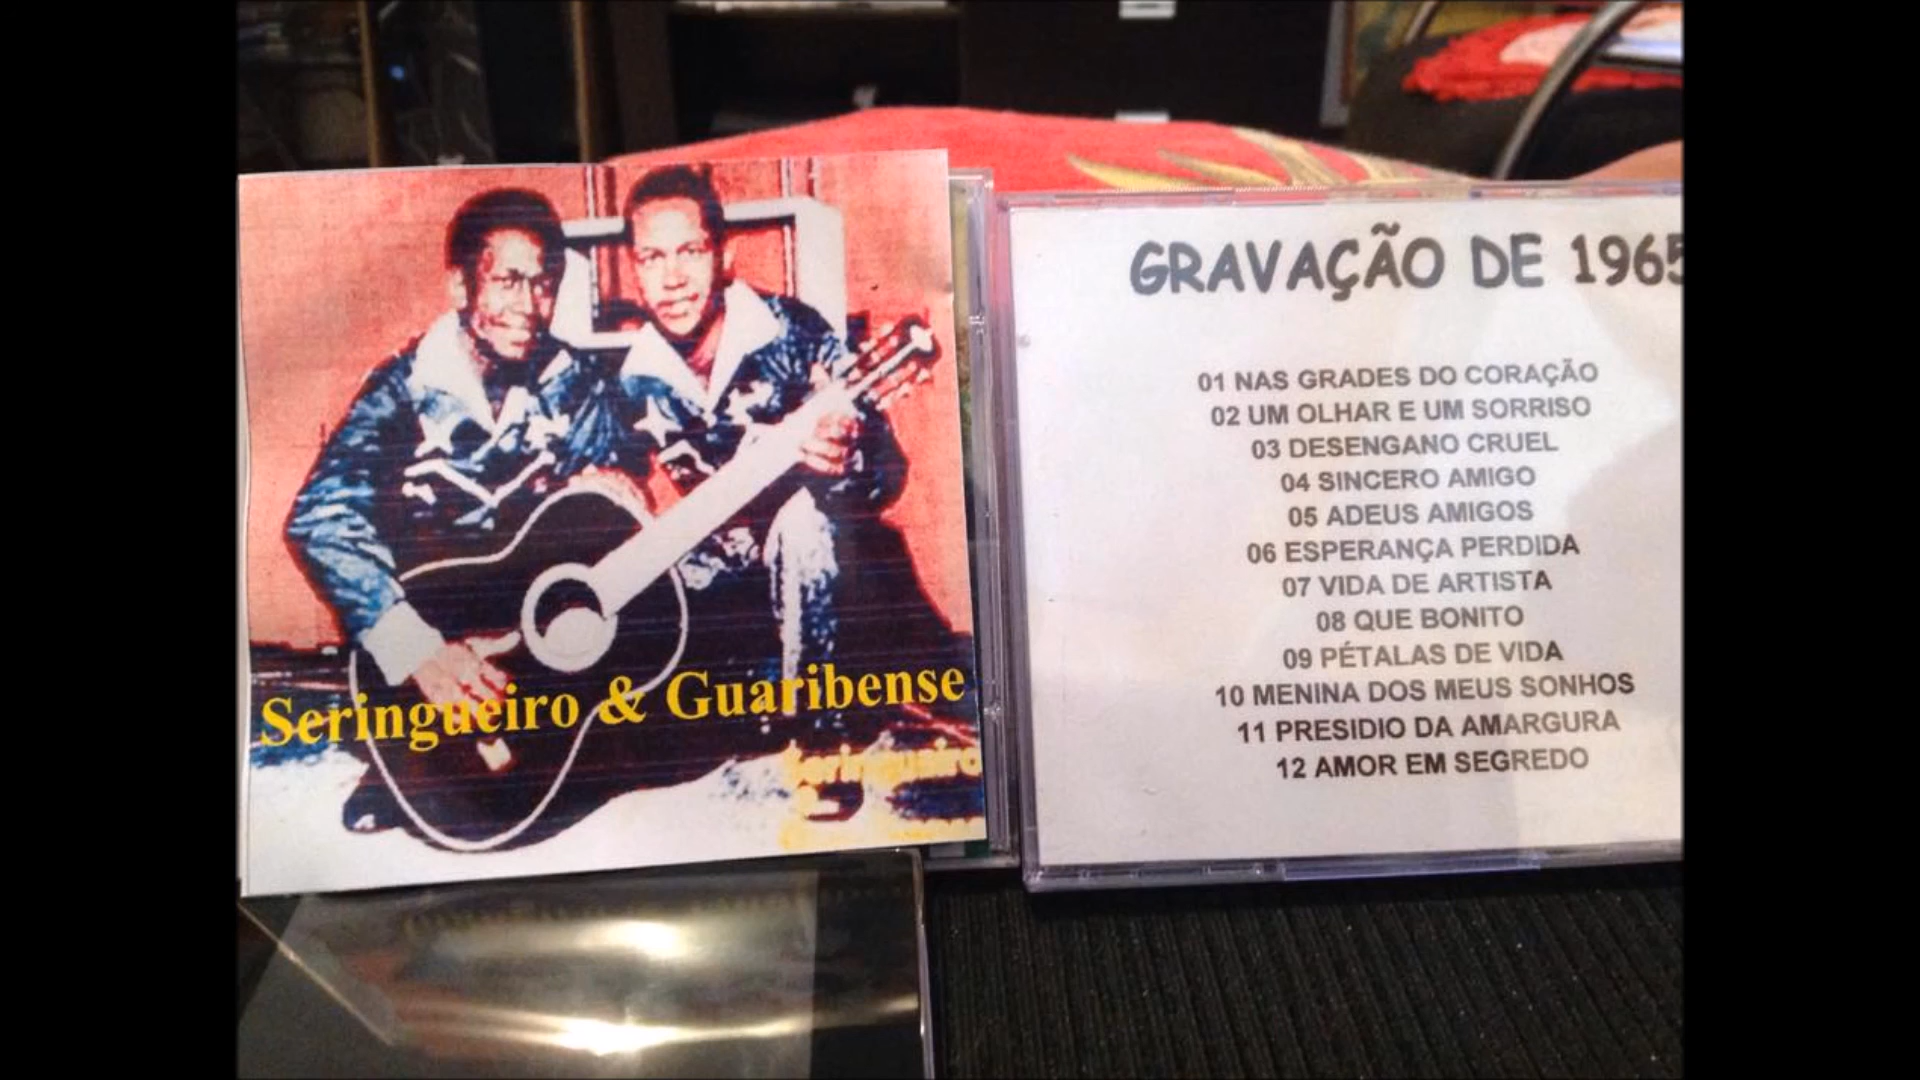 Seringueiro & Guaribense
Seringueiro
GRAVAÇÃO DE 1965
01 NAS GRADES DO CORAÇÃO
02 UM OLHAR E UM SORRISO
03 DESENGANO CRUEL
04 SINCERO AMIGO
05 ADEUS AMIGOS
06 ESPERANÇA PERDIDA
07 VIDA DE ARTISTA
08 QUE BONITO
09 PÉTALAS DE VIDA
10 MENINA DOS MEUS SONHOS
11 PRESIDIO DA AMARGURA
12 AMOR EM SEGREDO